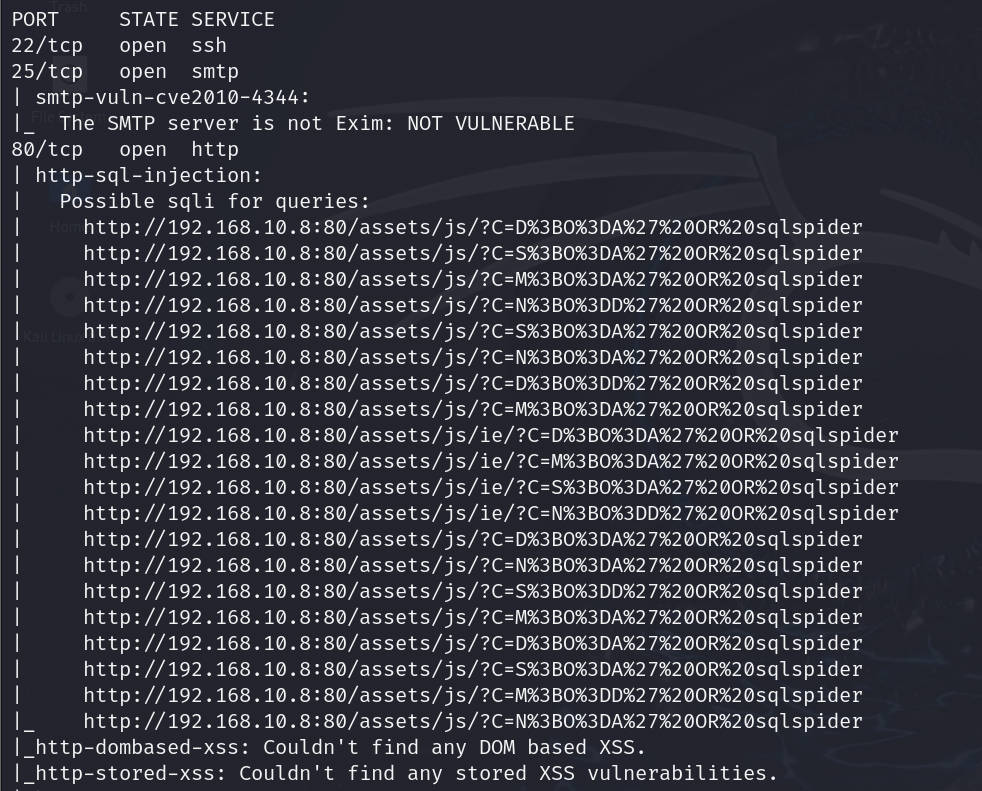 PORT STATE SERVICE
22/tcp open ssh
25/tcp open smtp
| smtp-vuln-cve2010-4344:
|_ The SMTP server is not Exim: NOT VULNERABLE
80/tcp open http
| http-sql-injection:
| Possible sqli for queries:
| http://192.168.10.8:80/assets/js/?C=D%3BO%3DA%27%20OR%20sqlspider
| http://192.168.10.8:80/assets/js/?C=S%3BO%3DA%27%20OR%20sqlspider
| http://192.168.10.8:80/assets/js/?C=M%3BO%3DA%27%20OR%20sqlspider
| http://192.168.10.8:80/assets/js/?C=N%3BO%3DD%27%20OR%20sqlspider
| http://192.168.10.8:80/assets/js/?C=S%3BO%3DA%27%20OR%20sqlspider
| http://192.168.10.8:80/assets/js/?C=N%3BO%3DA%27%20OR%20sqlspider
| http://192.168.10.8:80/assets/js/?C=D%3BO%3DD%27%20OR%20sqlspider
| http://192.168.10.8:80/assets/js/?C=M%3BO%3DA%27%20OR%20sqlspider
| http://192.168.10.8:80/assets/js/ie/?C=D%3BO%3DA%27%20OR%20sqlspider
| http://192.168.10.8:80/assets/js/ie/?C=M%3BO%3DA%27%20OR%20sqlspider
| http://192.168.10.8:80/assets/js/ie/?C=S%3BO%3DA%27%20OR%20sqlspider
| http://192.168.10.8:80/assets/js/ie/?C=N%3BO%3DD%27%20OR%20sqlspider
| http://192.168.10.8:80/assets/js/?C=D%3BO%3DA%27%20OR%20sqlspider
| http://192.168.10.8:80/assets/js/?C=N%3BO%3DA%27%20OR%20sqlspider
| http://192.168.10.8:80/assets/js/?C=S%3BO%3DD%27%20OR%20sqlspider
| http://192.168.10.8:80/assets/js/?C=M%3BO%3DA%27%20OR%20sqlspider
| http://192.168.10.8:80/assets/js/?C=D%3BO%3DA%27%20OR%20sqlspider
| http://192.168.10.8:80/assets/js/?C=S%3BO%3DA%27%20OR%20sqlspider
| http://192.168.10.8:80/assets/js/?C=M%3BO%3DD%27%20OR%20sqlspider
|_ http://192.168.10.8:80/assets/js/?C=N%3BO%3DA%27%20OR%20sqlspider
|_http-dombased-xss: Couldn't find any DOM based XSS.
|_http-stored-xss: Couldn't find any stored XSS vulnerabilities.
Trash